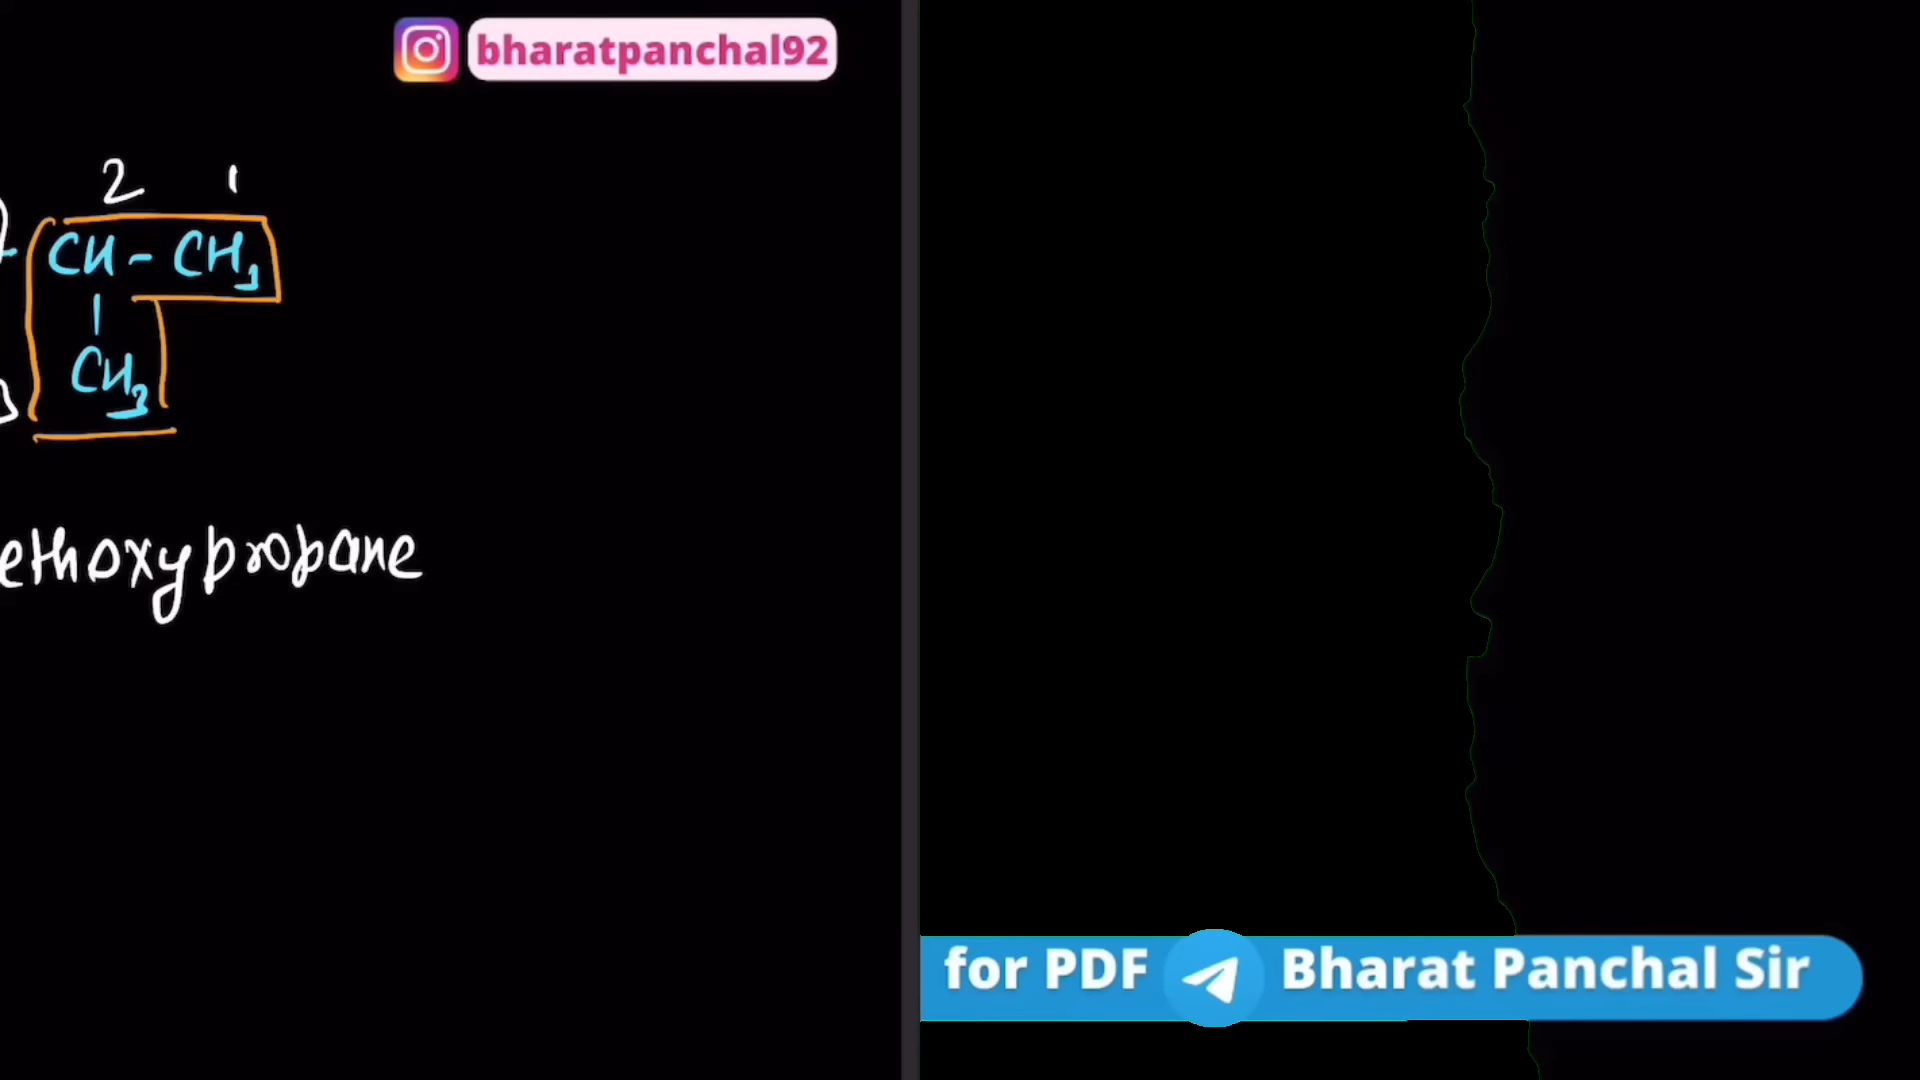 bharatpanchal92
2 1
CH - CH3
CH3
ethoxypropane
for PDF Bharat Panchal Sir